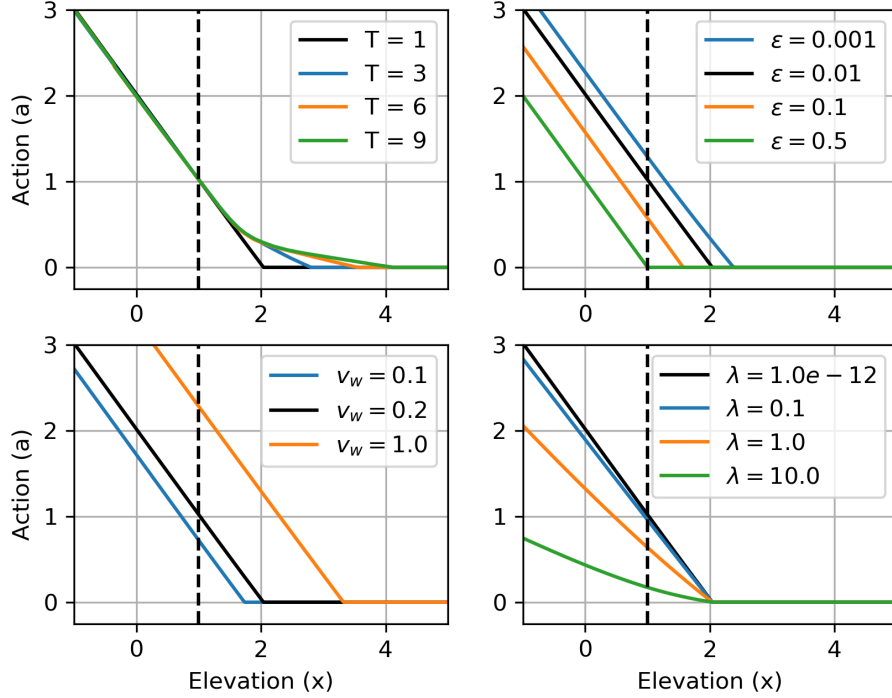 3
2
1
0
Action (a)
0
2
4
T = 1
T = 3
T = 6
T = 9
3
2
1
0
0
2
4
ε = 0.001
ε = 0.01
ε = 0.1
ε = 0.5
3
2
1
0
Action (a)
0
2
4
Elevation (x)
v_w = 0.1
v_w = 0.2
v_w = 1.0
3
2
1
0
0
2
4
Elevation (x)
λ = 1.0e − 12
λ = 0.1
λ = 1.0
λ = 10.0